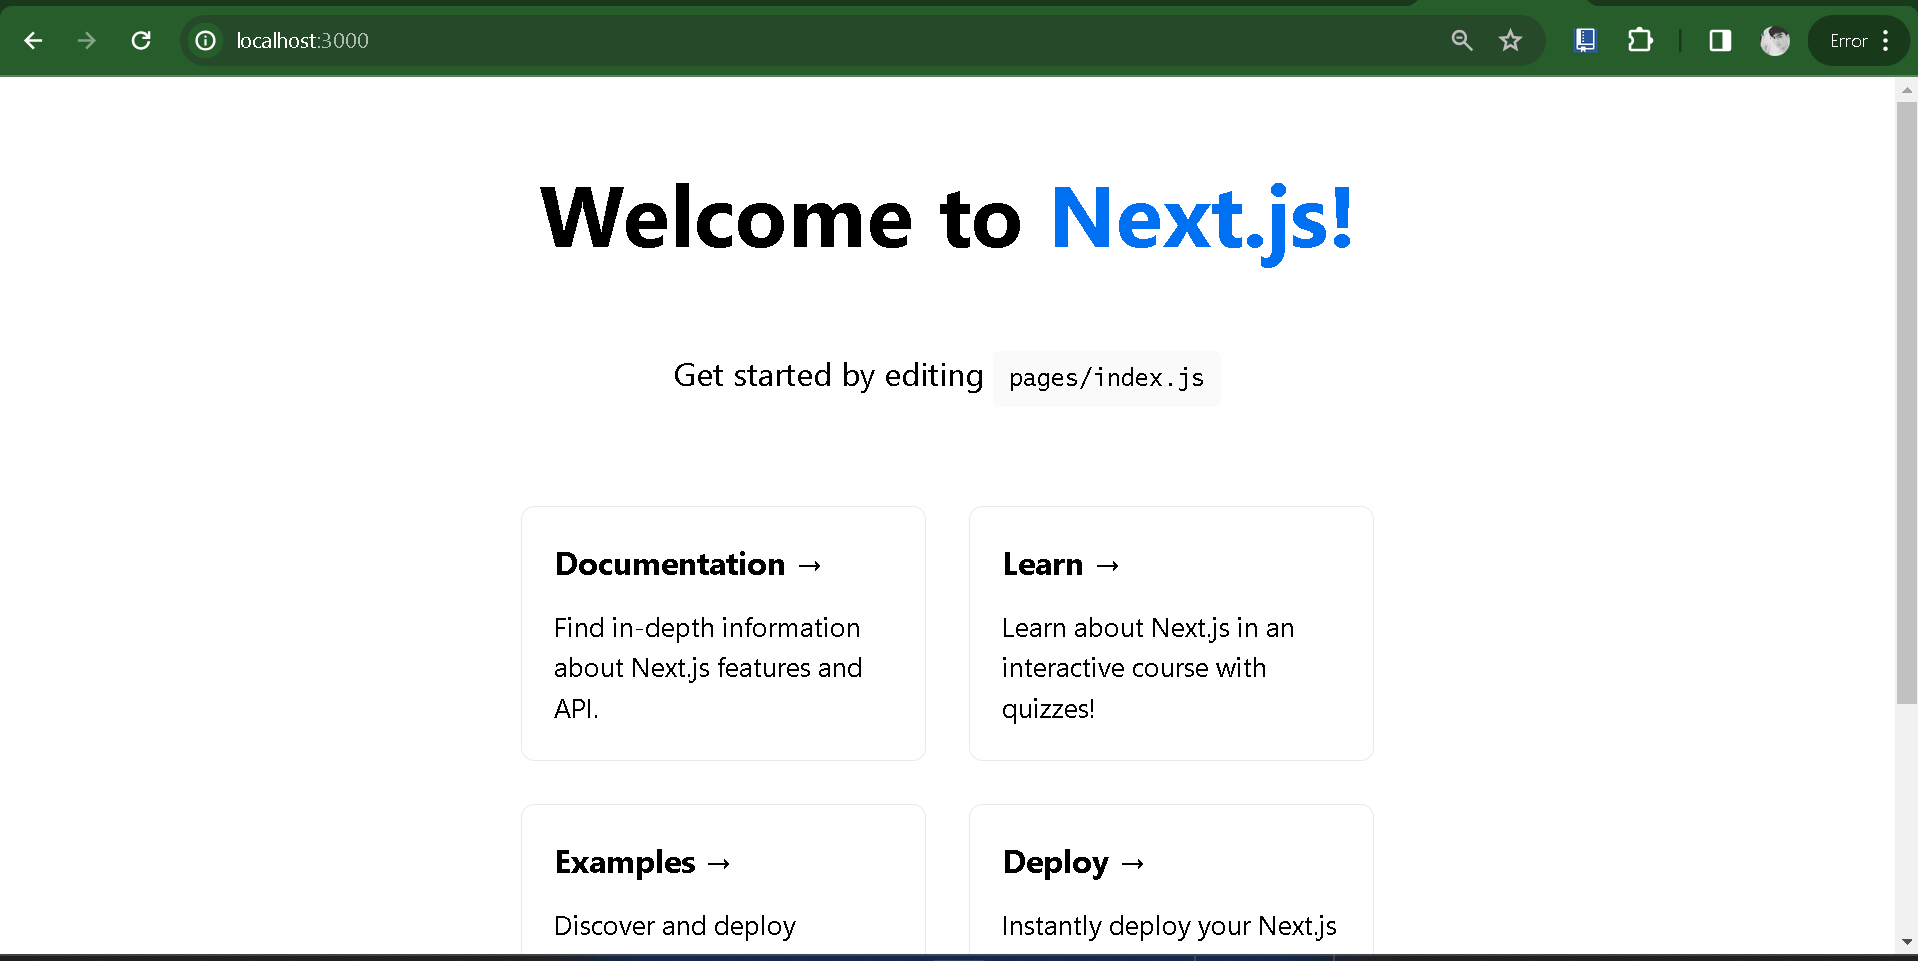 localhost:3000
Error
Welcome to Next.js!
Get started by editing pages/index.js
Documentation →
Find in-depth information
about Next.js features and
API.
Learn →
Learn about Next.js in an
interactive course with
quizzes!
Examples →
Discover and deploy
Deploy →
Instantly deploy your Next.js